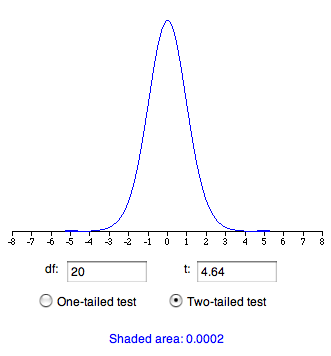 -8 -7 -6 -5 -4 -3 -2 -1 0 1 2 3 4 5 6 7 8
df: 20 t: 4.64
One-tailed test Two-tailed test
Shaded area: 0.0002